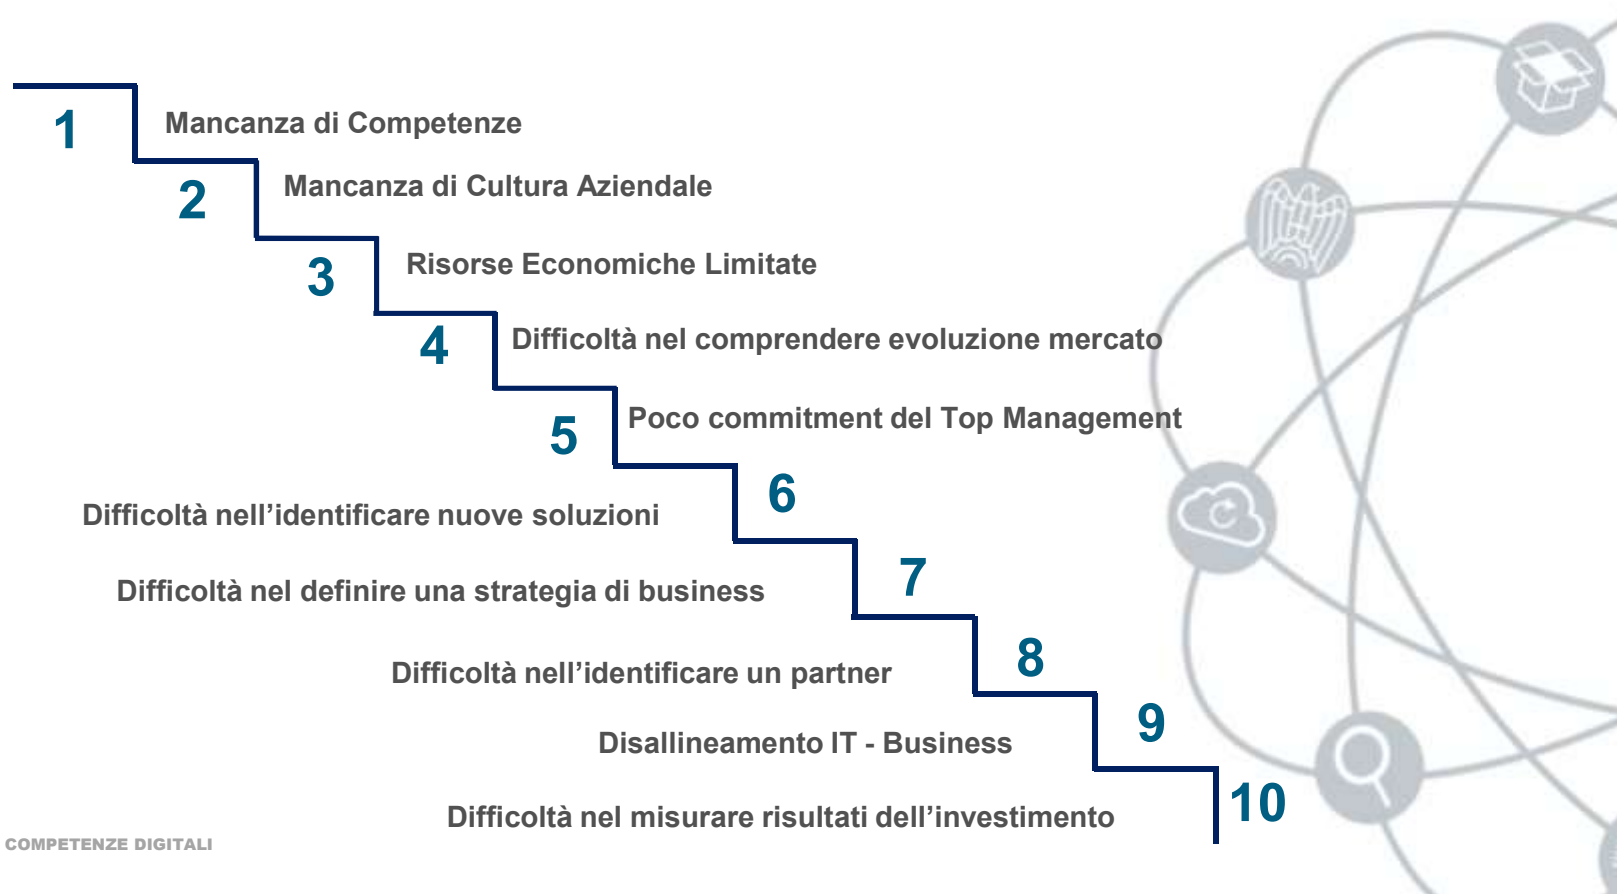 1
Mancanza di Competenze
2
Mancanza di Cultura Aziendale
3
Risorse Economiche Limitate
4
Difficoltà nel comprendere evoluzione mercato
5
Poco commitment del Top Management
6
Difficoltà nell’identificare nuove soluzioni
7
Difficoltà nel definire una strategia di business
8
Difficoltà nell’identificare un partner
9
Disallineamento IT - Business
10
Difficoltà nel misurare risultati dell’investimento
COMPETENZE DIGITALI